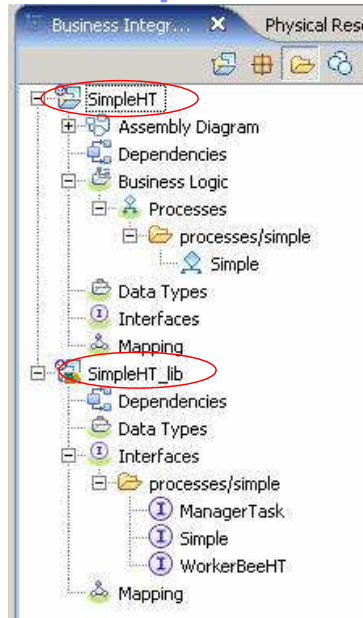 Business Integr...
Physical Res
SimpleHT
Assembly Diagram
Dependencies
Business Logic
Processes
processes/simple
Simple
Data Types
Interfaces
Mapping
SimpleHT_lib
Dependencies
Data Types
Interfaces
processes/simple
ManagerTask
Simple
WorkerBeeHT
Mapping